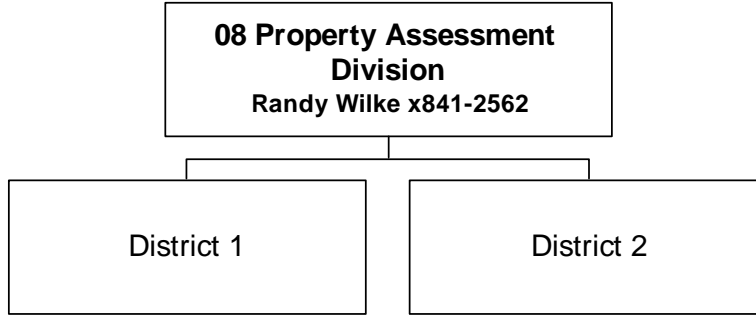 08 Property Assessment
Division
Randy Wilke x841-2562
District 1
District 2